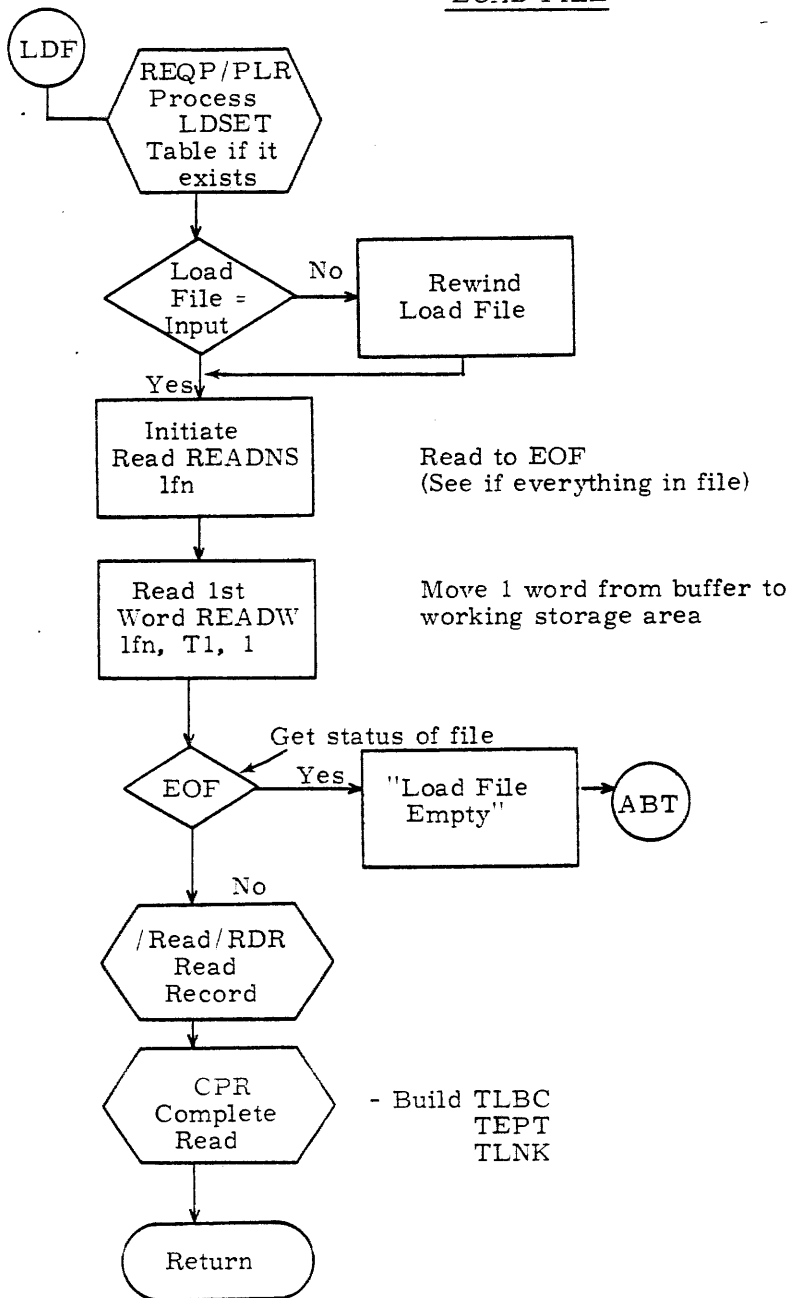 LOAD FILE
LDF
REQP/PLR
Process
LDSET
Table if it
exists
Load
File =
Input
No
Rewind
Load File
Yes
Initiate
Read READNS
lfn
Read to EOF
(See if everything in file)
Read 1st
Word READW
lfn, T1, 1
Move 1 word from buffer to
working storage area
Get status of file
EOF
Yes
"Load File
Empty"
ABT
No
/Read/RDR
Read
Record
CPR
Complete
Read
- Build TLBC
TEPT
TLNK
Return